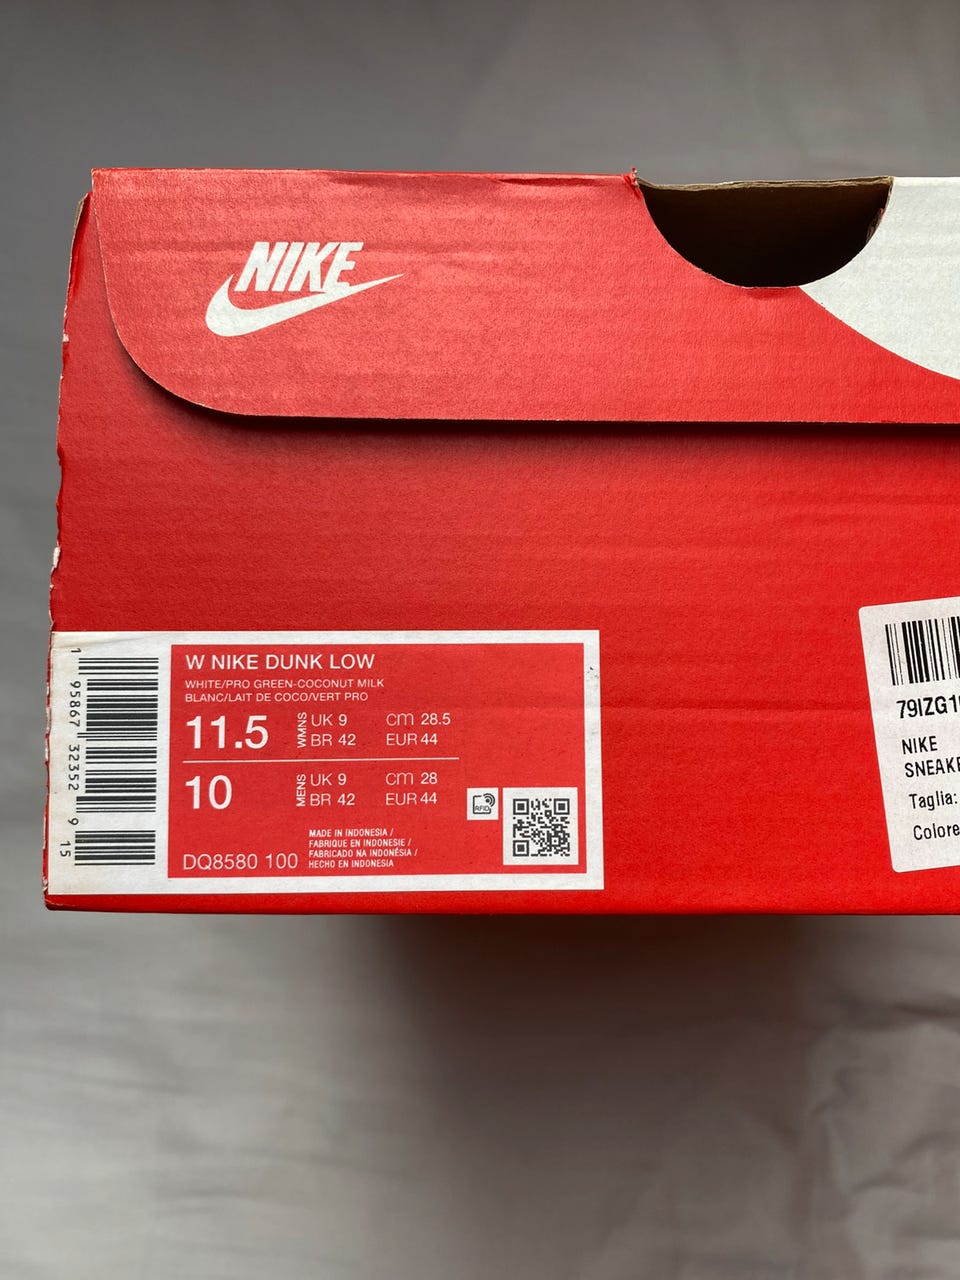 NIKE
W NIKE DUNK LOW
WHITE/PRO GREEN-COCONUT MILK
BLANC/LAIT DE COCO/VERT PRO
11.5 WMNS UK 9 cm 28.5
BR 42 EUR 44
10 MENS UK 9 cm 28
BR 42 EUR 44
RFID
MADE IN INDONESIA /
FABRIQUE EN INDONESIE /
FABRICADO NA INDONÉSIA /
HECHO EN INDONESIA
DQ8580 100
1 95867 32352 9
15
NIKE
Taglia: